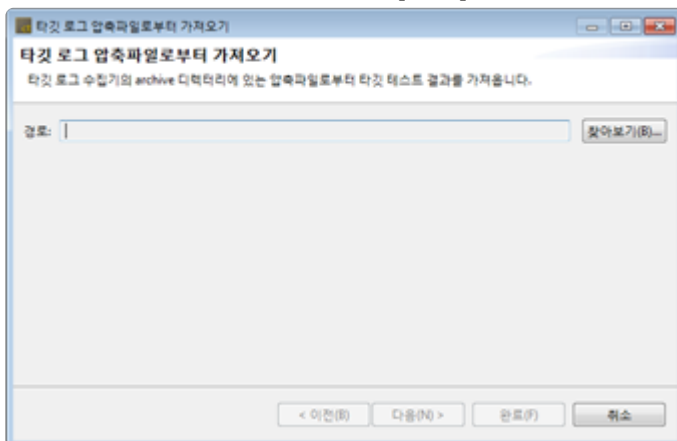 타깃 로그 압축파일로부터 가져오기
타깃 로그 압축파일로부터 가져오기
타깃 로그 수집기의 archive 디렉터리에 있는 압축파일로부터 타깃 테스트 결과를 가져옵니다.
경로:
찾아보기(B)...
< 이전(B)
다음(N) >
완료(F)
취소